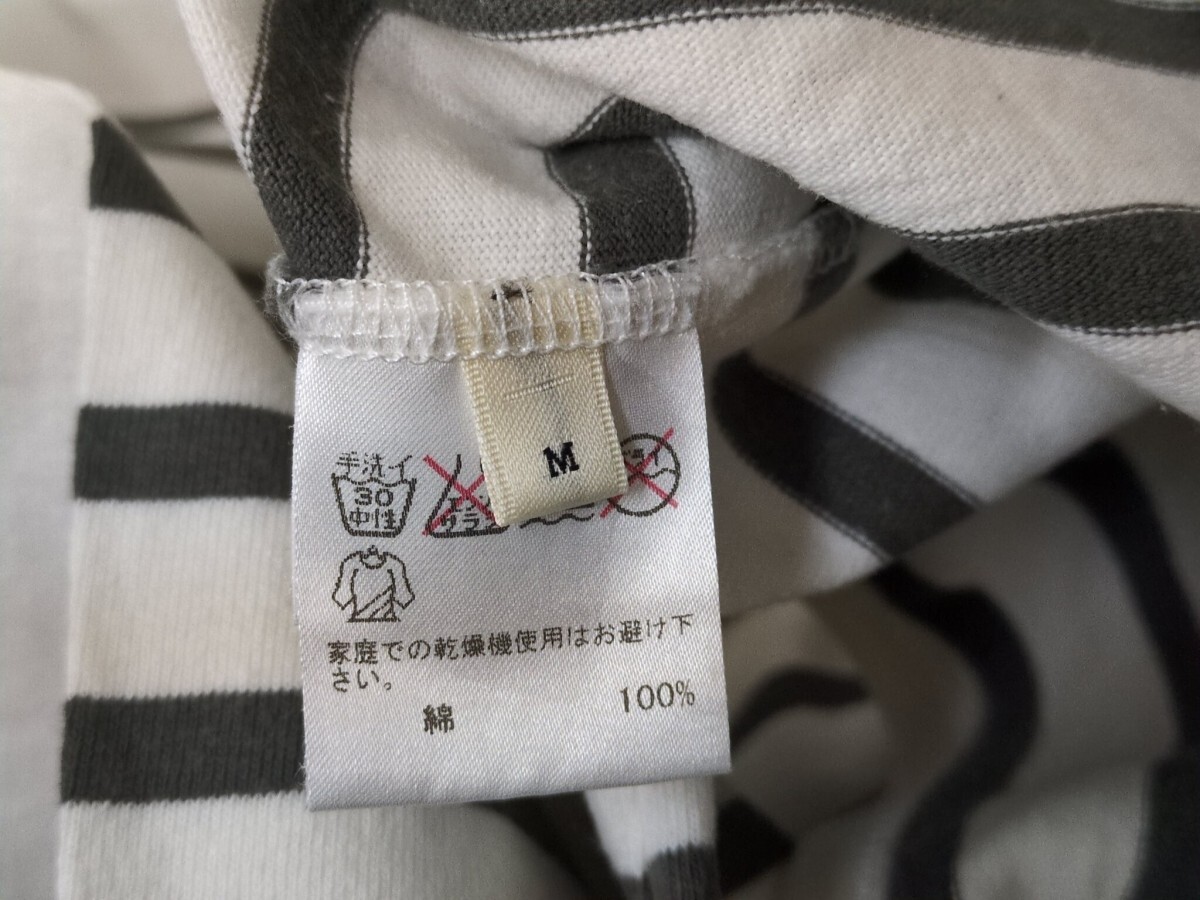 M
手洗イ
30
中性
家庭での乾燥機使用はお避け下
さい。
綿 100%